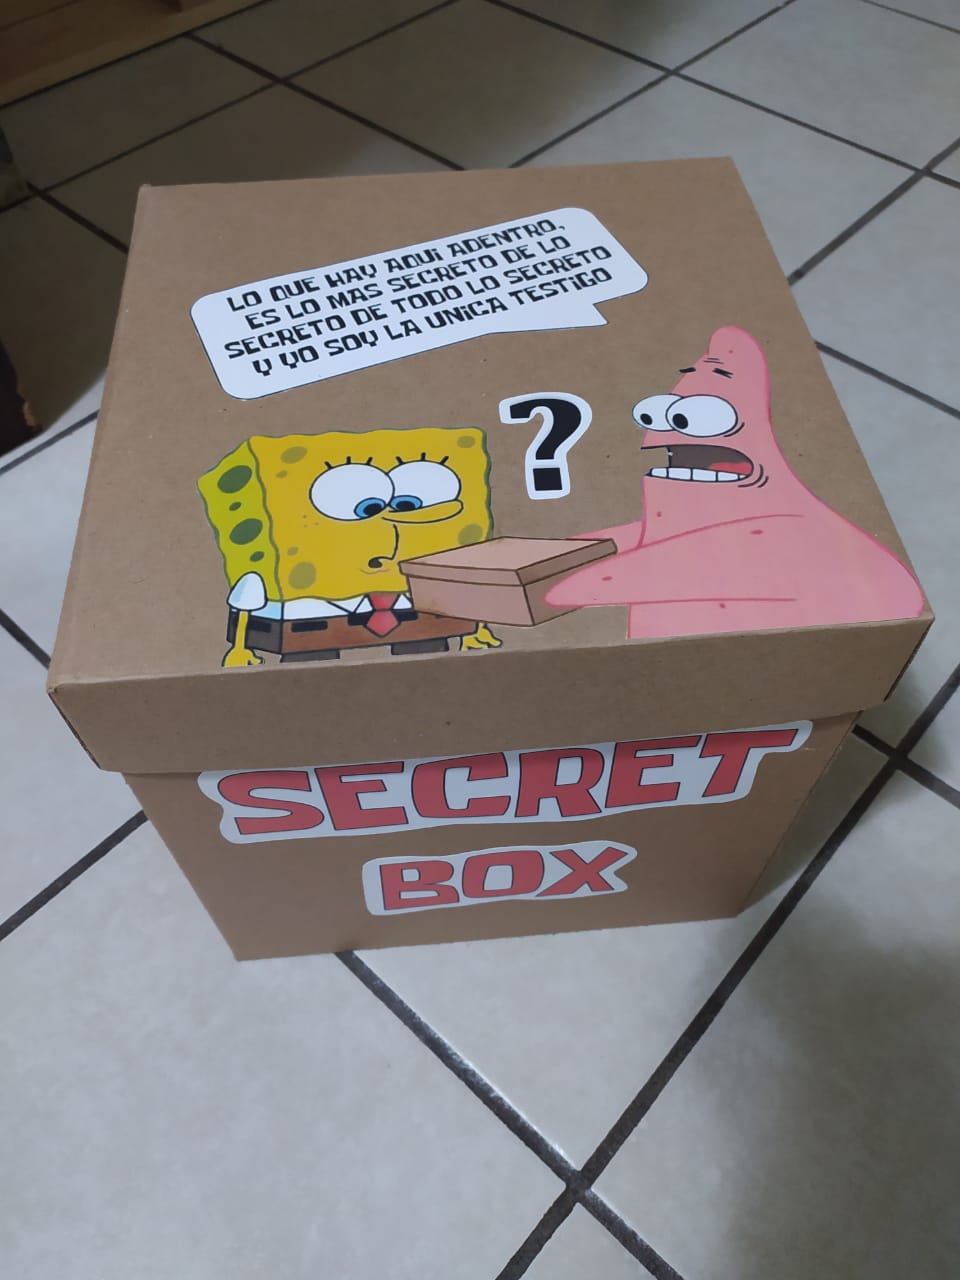 LO QUE HAY AQUi ADENTRO,
ES LO MAS SECRETO DE LO
SECRETO DE TODO LO SECRETO
Y YO SOY LA UNiCA TESTiGO
?
SECRET
BOX